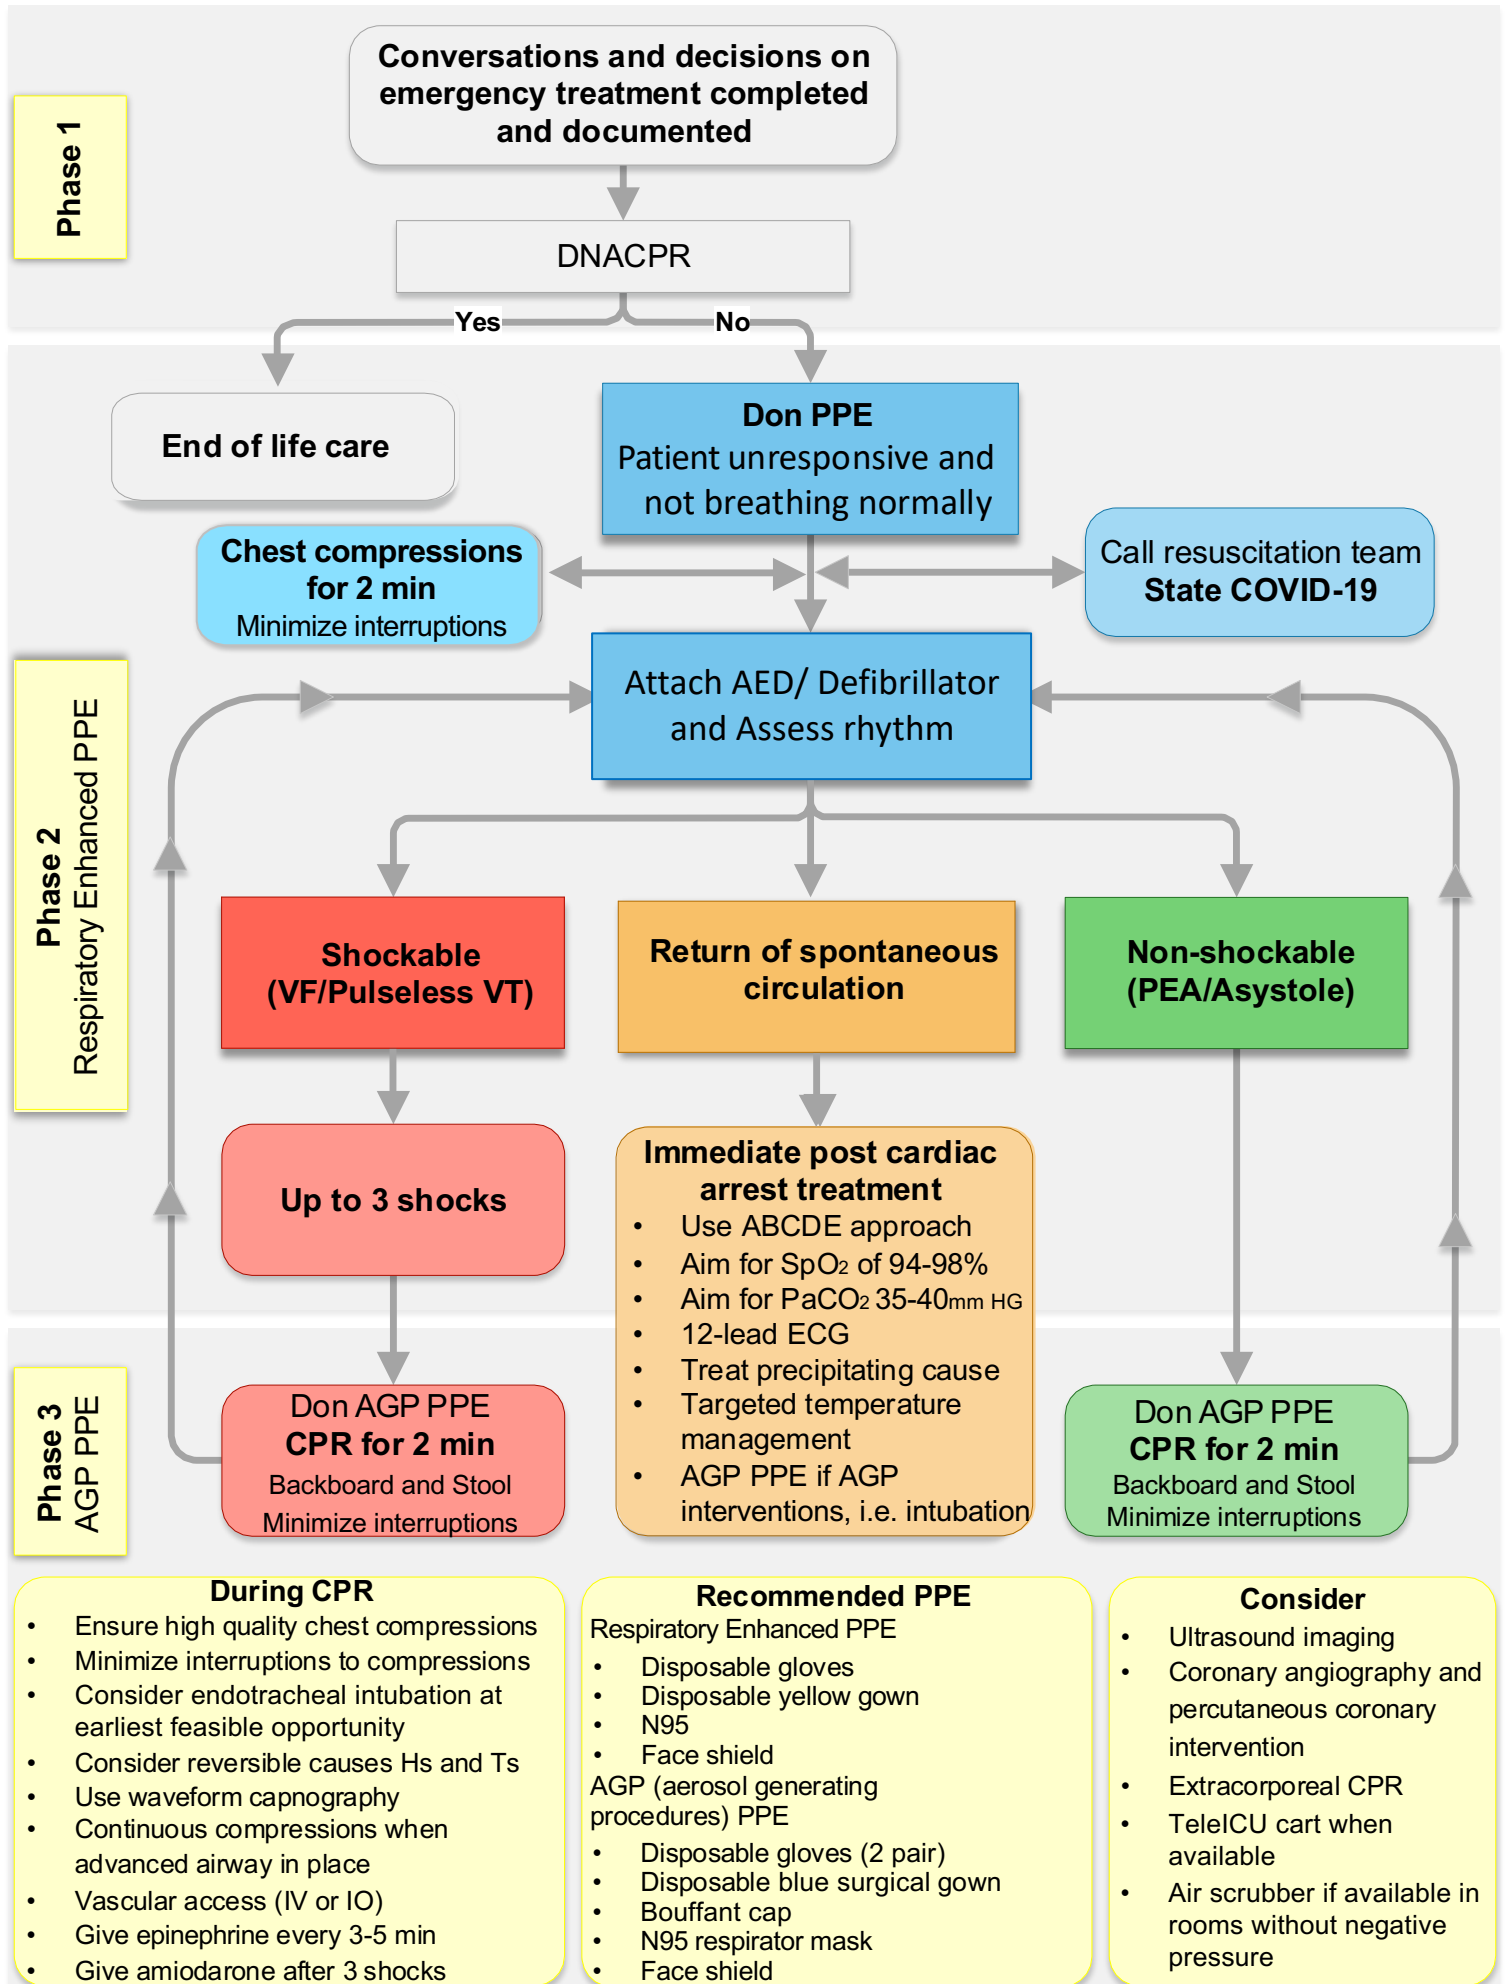 Conversations and decisions on
emergency treatment completed
and documented
Phase 1
DNACPR
Yes
No
End of life care
Don PPE
Patient unresponsive and
not breathing normally
Chest compressions
for 2 min
Minimize interruptions
Call resuscitation team
State COVID-19
Phase 2
Respiratory Enhanced PPE
Attach AED/ Defibrillator
and Assess rhythm
Shockable
(VF/Pulseless VT)
Return of spontaneous
circulation
Non-shockable
(PEA/Asystole)
Up to 3 shocks
Immediate post cardiac
arrest treatment
• Use ABCDE approach
• Aim for SpO₂ of 94-98%
• Aim for PaCO₂ 35-40mm HG
• 12-lead ECG
• Treat precipitating cause
• Targeted temperature
management
• AGP PPE if AGP
interventions, i.e. intubation
Phase 3
AGP PPE
Don AGP PPE
CPR for 2 min
Backboard and Stool
Minimize interruptions
Don AGP PPE
CPR for 2 min
Backboard and Stool
Minimize interruptions
During CPR
• Ensure high quality chest compressions
• Minimize interruptions to compressions
• Consider endotracheal intubation at
earliest feasible opportunity
• Consider reversible causes Hs and Ts
• Use waveform capnography
• Continuous compressions when
advanced airway in place
• Vascular access (IV or IO)
• Give epinephrine every 3-5 min
• Give amiodarone after 3 shocks
Recommended PPE
Respiratory Enhanced PPE
• Disposable gloves
• Disposable yellow gown
• N95
• Face shield
AGP (aerosol generating
procedures) PPE
• Disposable gloves (2 pair)
• Disposable blue surgical gown
• Bouffant cap
• N95 respirator mask
• Face shield
Consider
• Ultrasound imaging
• Coronary angiography and
percutaneous coronary
intervention
• Extracorporeal CPR
• TeleICU cart when
available
• Air scrubber if available in
rooms without negative
pressure